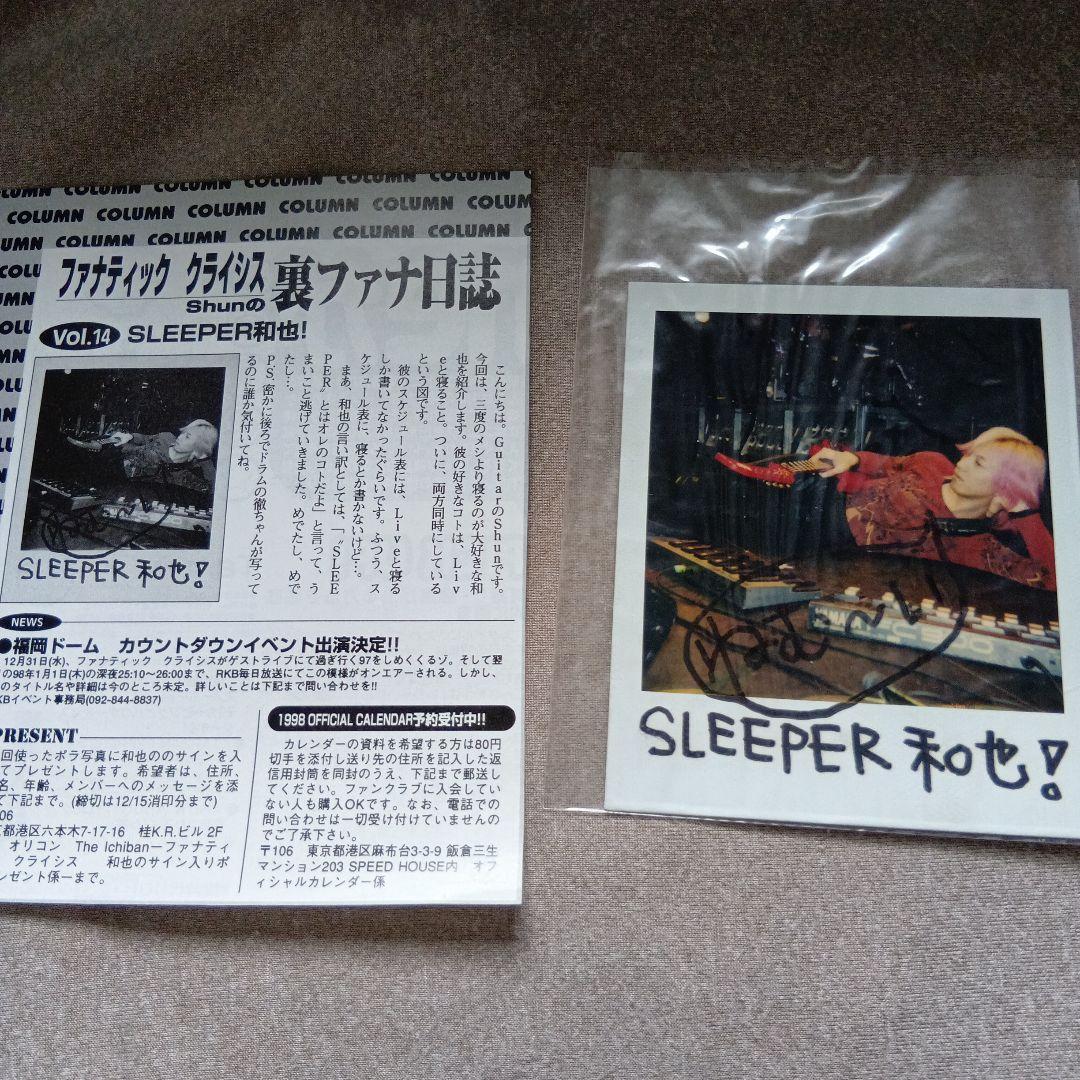 COLUMN COLUMN COLUMN COLUMN COLUMN
COLUMN COLUMN COLUMN COLUMN COLUMN COLUM
UMN COLUMN COLUMN COLUMN COLUMN COLUMN
ファナティック クライシス
Shunの
裏ファナ日誌
Vol.14 SLEEPER和也!
こんにちは。GuitarのShunです。
今回は、三度のメシより寝るのが大好きな和
也を紹介します。彼の好きなコトは、Liv
eと寝ること。ついに、両方同時にしている
という図です。
彼のスケジュール表には、Liveと寝る
しか書いてなかったぐらいです。ふつう、ス
ケジュール表に、寝るとか書かないけど…。
まあ、和也の言い訳としては、「〝SLEE
PER〟とはオレのコトだよ」と言って、う
まいこと逃げていきました。めでたし、めで
たし…。
P.S. 密かに後ろでドラムの徹ちゃんが写って
るのに誰か気付いてね。
SLEEPER 和也!
NEWS
●福岡ドーム カウントダウンイベント出演決定!!
12月31日(水)、ファナティック クライシスがゲストライブにて過ぎ行く97をしめくくるゾ。そして翌
の98年1月1日(木)の深夜25:10〜26:00まで、RKB毎日放送にてこの模様がオンエアーされる。しかし、
のタイトル名や詳細は今のところ未定。詳しいことは下記まで問い合わせを!!
KBイベント事務局(092-844-8837)
PRESENT
回使ったポラ写真に和也ののサインを入
てプレゼントします。希望者は、住所、
名、年齢、メンバーへのメッセージを添
て下記まで。(締切は12/15消印分まで)
06
京都港区六本木7-17-16 桂K.R.ビル2F
オリコン The Ichibanーファナティ
クライシス 和也のサイン入りポ
レゼント係ーまで。
1998 OFFICIAL CALENDAR予約受付中!!
カレンダーの資料を希望する方は80円
切手を添付し送り先の住所を記入した返
信用封筒を同封のうえ、下記まで郵送し
てください。ファンクラブに入会してい
ない人も購入OKです。なお、電話での
問い合わせは一切受け付けていませんの
でご了承下さい。
〒106 東京都港区麻布台3-3-9 飯倉三生
マンション203 SPEED HOUSE内 オフ
ィシャルカレンダー係
ねむーい
SLEEPER 和也!